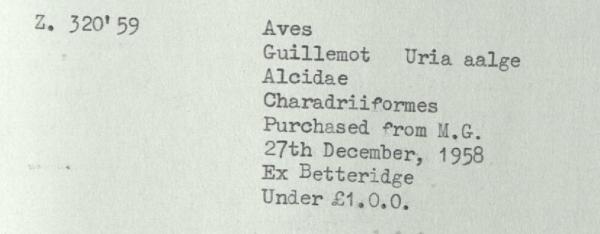 Z. 320'59
Aves
Guillemot Uria aalge
Alcidae
Charadriiformes
Purchased from M.G.
27th December, 1958
Ex Betteridge
Under £1.0.0.